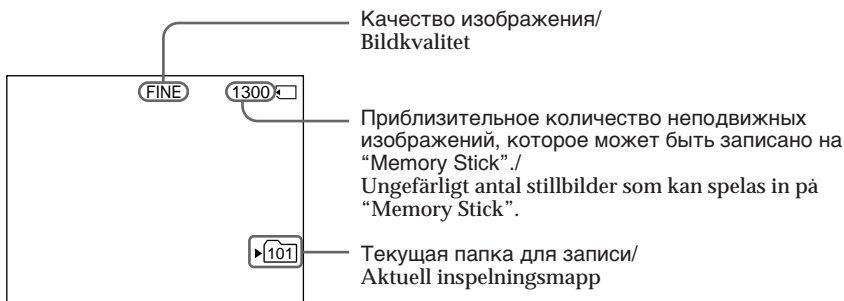 Качество изображения/
Bildkvalitet
FINE
1300
Приблизительное количество неподвижных
изображений, которое может быть записано на
“Memory Stick”./
Ungefärligt antal stillbilder som kan spelas in på
“Memory Stick”.
101
Текущая папка для записи/
Aktuell inspelningsmapp